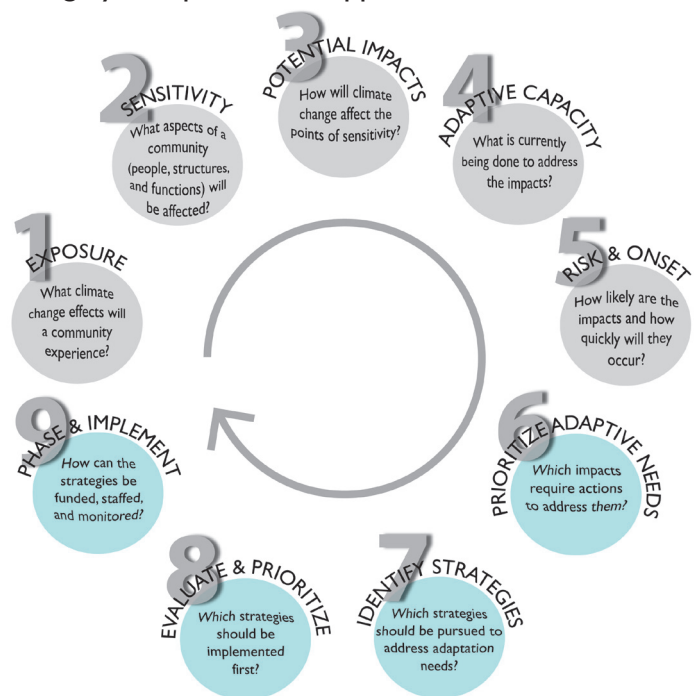 1
EXPOSURE
What climate
change effects will
a community
experience?
2
SENSITIVITY
What aspects of a
community
(people, structures,
and functions) will
be affected?
3
POTENTIAL IMPACTS
How will climate
change affect the
points of sensitivity?
4
ADAPTIVE CAPACITY
What is currently
being done to address
the impacts?
5
RISK & ONSET
How likely are the
impacts and how
quickly will they
occur?
6
PRIORITIZE ADAPTIVE NEEDS
Which impacts
require actions
to address them?
7
IDENTIFY STRATEGIES
Which strategies
should be pursued to
address adaptation
needs?
8
EVALUATE & PRIORITIZE
Which strategies
should be
implemented
first?
9
PHASE & IMPLEMENT
How can the
strategies be
funded, staffed,
and monitored?